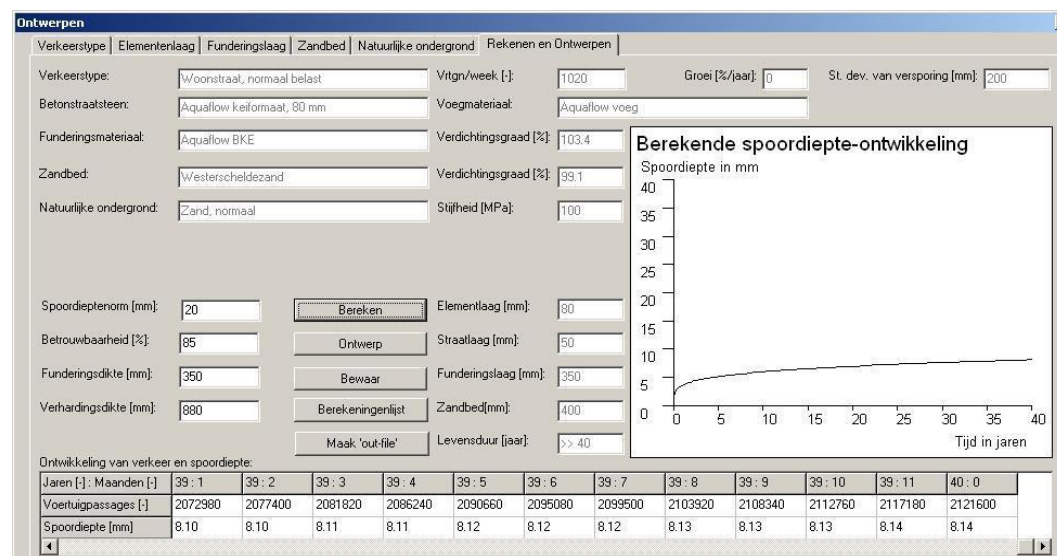 Ontwerpen
Verkeerstype Elementenlaag Funderingslaag Zandbed Natuurlijke ondergrond Rekenen en Ontwerpen
Verkeerstype: Woonstraat, normaal belast Vrtgn/week [-]: 1020 Groei [%/jaar]: 0 St. dev. van versporing [mm]: 200
Betonstraatsteen: Aquaflow keiformaat, 80 mm Voegmateriaal: Aquaflow voeg
Funderingsmateriaal: Aquaflow BKE Verdichtingsgraad [%]: 103.4
Zandbed: Westerscheldezand Verdichtingsgraad [%]: 99.1
Natuurlijke ondergrond: Zand, normaal Stijfheid [MPa]: 100
Berekende spoordiepte-ontwikkeling
Spoordiepte in mm
40
35
30
25
20
15
10
5
0
0 5 10 15 20 25 30 35 40
Tijd in jaren
Spoordieptenorm [mm]: 20 Bereken Elementlaag [mm]: 80
Betrouwbaarheid [%]: 85 Ontwerp Straatlaag [mm]: 50
Funderingsdikte [mm]: 350 Bewaar Funderingslaag [mm]: 350
Verhardingsdikte [mm]: 880 Berekeningenlijst Zandbed[mm]: 400
Maak 'out-file' Levensduur [jaar]: >> 40
Ontwikkeling van verkeer en spoordiepte:
Jaren [-] : Maanden [-] 39 : 1 39 : 2 39 : 3 39 : 4 39 : 5 39 : 6 39 : 7 39 : 8 39 : 9 39 : 10 39 : 11 40 : 0
Voertuigpassages [-] 2072980 2077400 2081820 2086240 2090660 2095080 2099500 2103920 2108340 2112760 2117180 2121600
Spoordiepte [mm] 8.10 8.10 8.11 8.11 8.12 8.12 8.12 8.13 8.13 8.13 8.14 8.14